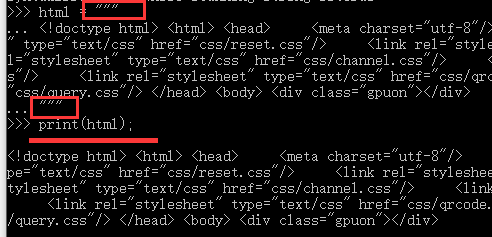 >>> html = """
... <!doctype html> <html> <head>     <meta charset="utf-8"/>
" type="text/css" href="css/reset.css"/>     <link rel="styl
l="stylesheet" type="text/css" href="css/channel.css"/>
s"/>     <link rel="stylesheet" type="text/css" href="css/qr
"css/query.css"/> </head> <body> <div class="gpuon"></div>
... """
>>> print(html);
<!doctype html> <html> <head>     <meta charset="utf-8"/>
pe="text/css" href="css/reset.css"/>     <link rel="stylesh
tylesheet" type="text/css" href="css/channel.css"/>     <li
    <link rel="stylesheet" type="text/css" href="css/qrcode.
/query.css"/> </head> <body> <div class="gpuon"></div>